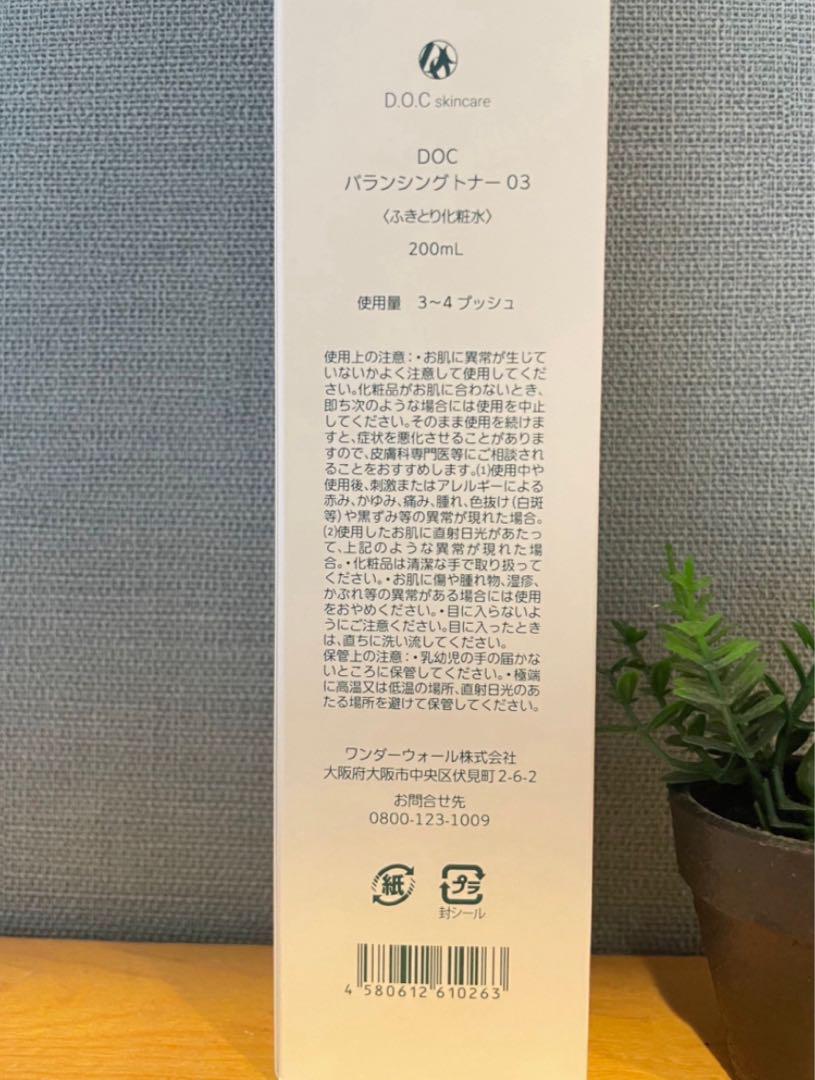 D.O.C skincare
DOC
バランシングトナー 03
〈ふきとり化粧水〉
200mL
使用量　3〜4 プッシュ
使用上の注意：・お肌に異常が生じて
いないかよく注意して使用してくだ
さい。化粧品がお肌に合わないとき、
即ち次のような場合には使用を中止
してください。そのまま使用を続けま
すと、症状を悪化させることがありま
すので、皮膚科専門医等にご相談され
ることをおすすめします。(1)使用中や
使用後、刺激またはアレルギーによる
赤み、かゆみ、痛み、腫れ、色抜け(白斑
等)や黒ずみ等の異常が現れた場合。
(2)使用したお肌に直射日光があたっ
て、上記のような異常が現れた場
合。・化粧品は清潔な手で取り扱って
ください。・お肌に傷や腫れ物、湿疹、
かぶれ等の異常がある場合には使用
をおやめください。・目に入らないよ
うにご注意ください。目に入ったとき
は、直ちに洗い流してください。
保管上の注意：・乳幼児の手の届かな
いところに保管してください。・極端
に高温又は低温の場所、直射日光のあ
たる場所を避けて保管してください。
ワンダーウォール株式会社
大阪府大阪市中央区伏見町2-6-2
お問合せ先
0800-123-1009
紙 プラ
封シール
4 580612 610263